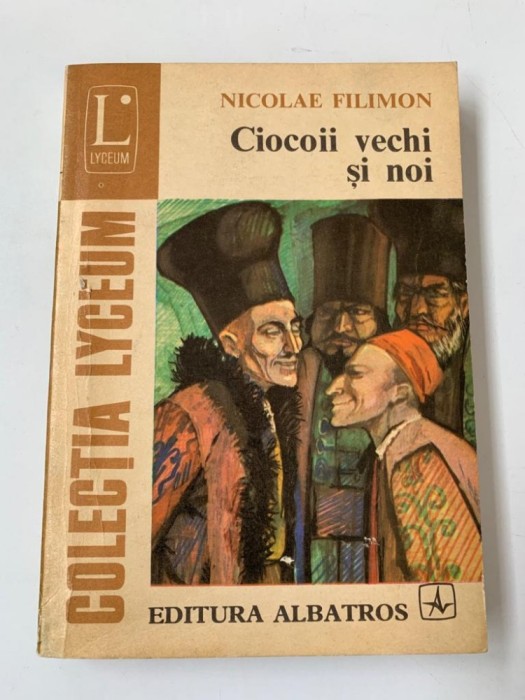 L
LYCEUM
NICOLAE FILIMON
Ciocoii vechi
și noi
COLECȚIA LYCEUM
EDITURA ALBATROS